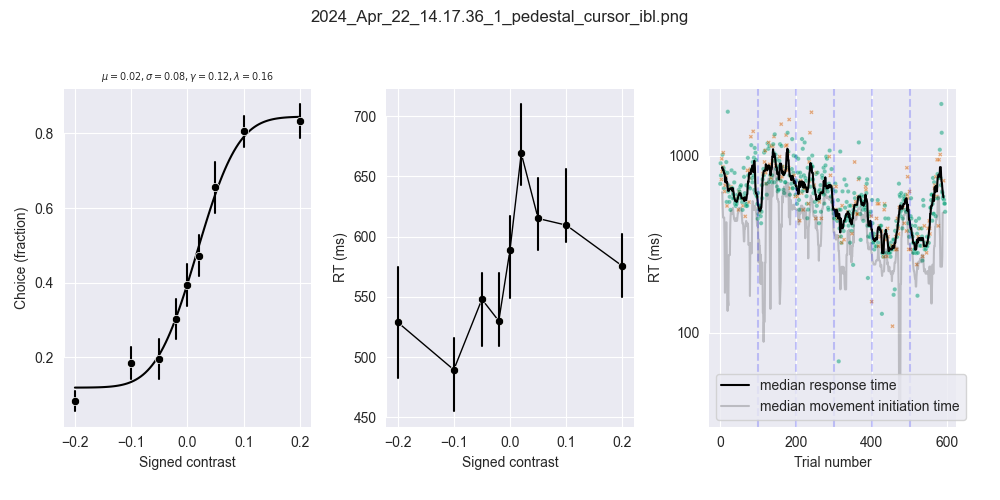 2024_Apr_22_14.17.36_1_pedestal_cursor_ibl.png
μ = 0.02, σ = 0.08, γ = 0.12, λ = 0.16
0.8
0.6
0.4
0.2
Choice (fraction)
−0.2 −0.1 0.0 0.1 0.2
Signed contrast
700
650
600
550
500
450
RT (ms)
−0.2 −0.1 0.0 0.1 0.2
Signed contrast
1000
100
RT (ms)
median response time
median movement initiation time
0 200 400 600
Trial number